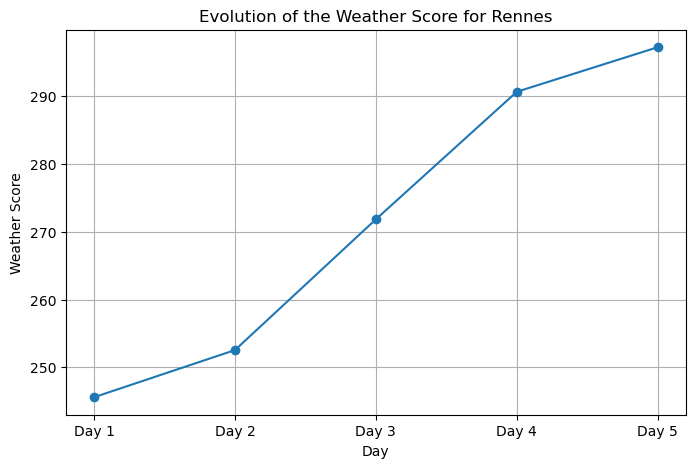 Evolution of the Weather Score for Rennes
Weather Score
290
280
270
260
250
Day 1 Day 2 Day 3 Day 4 Day 5
Day